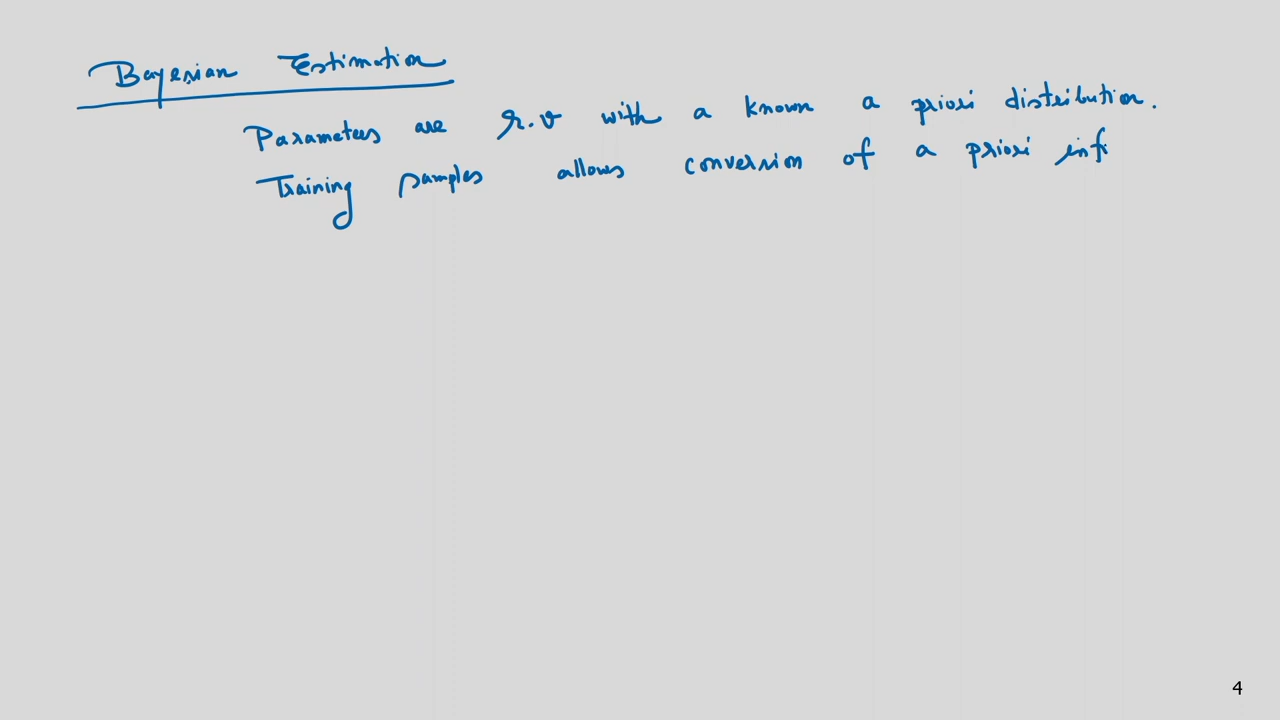 Bayesian Estimation
Parameters are r.v with a known a priori distribution.
Training samples allows conversion of a priori inf
4